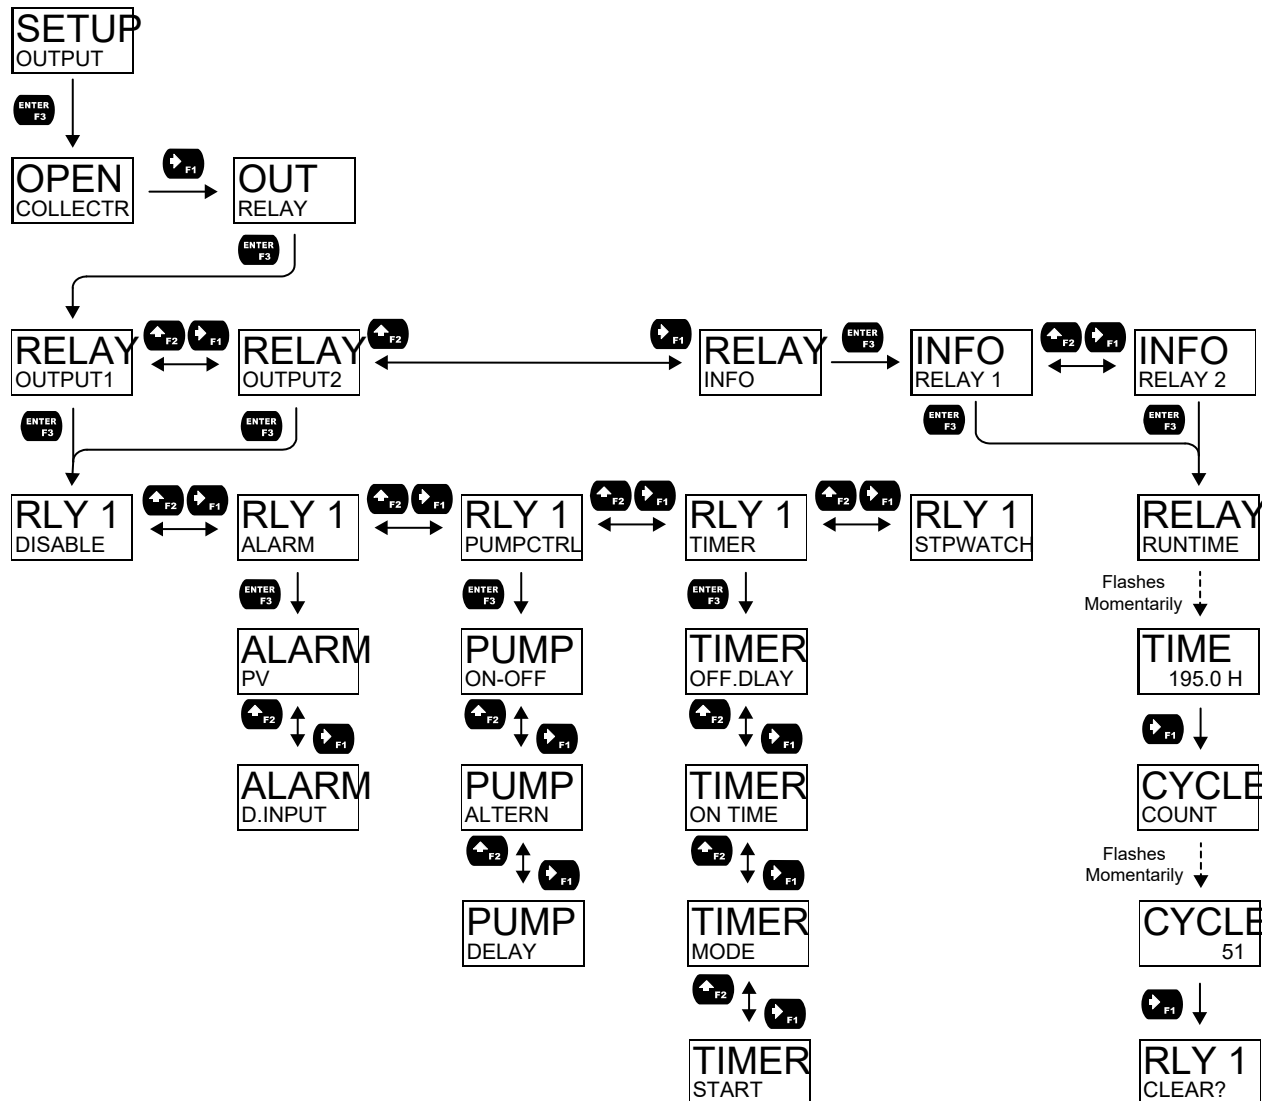 SETUP
OUTPUT
ENTER
F3
OPEN
COLLECTR
F1
OUT
RELAY
ENTER
F3
RELAY
OUTPUT1
F2
F1
RELAY
OUTPUT2
F2
F1
RELAY
INFO
ENTER
F3
INFO
RELAY 1
F2
F1
INFO
RELAY 2
ENTER
F3
ENTER
F3
ENTER
F3
ENTER
F3
RLY 1
DISABLE
F2
F1
RLY 1
ALARM
F2
F1
RLY 1
PUMPCTRL
F2
F1
RLY 1
TIMER
F2
F1
RLY 1
STPWATCH
RELAY
RUNTIME
ENTER
F3
ENTER
F3
ENTER
F3
Flashes
Momentarily
ALARM
PV
PUMP
ON-OFF
TIMER
OFF.DLAY
TIME
195.0 H
F2
F1
F2
F1
F2
F1
F1
ALARM
D.INPUT
PUMP
ALTERN
TIMER
ON TIME
CYCLE
COUNT
F2
F1
F2
F1
Flashes
Momentarily
PUMP
DELAY
TIMER
MODE
CYCLE
51
F2
F1
F1
TIMER
START
RLY 1
CLEAR?